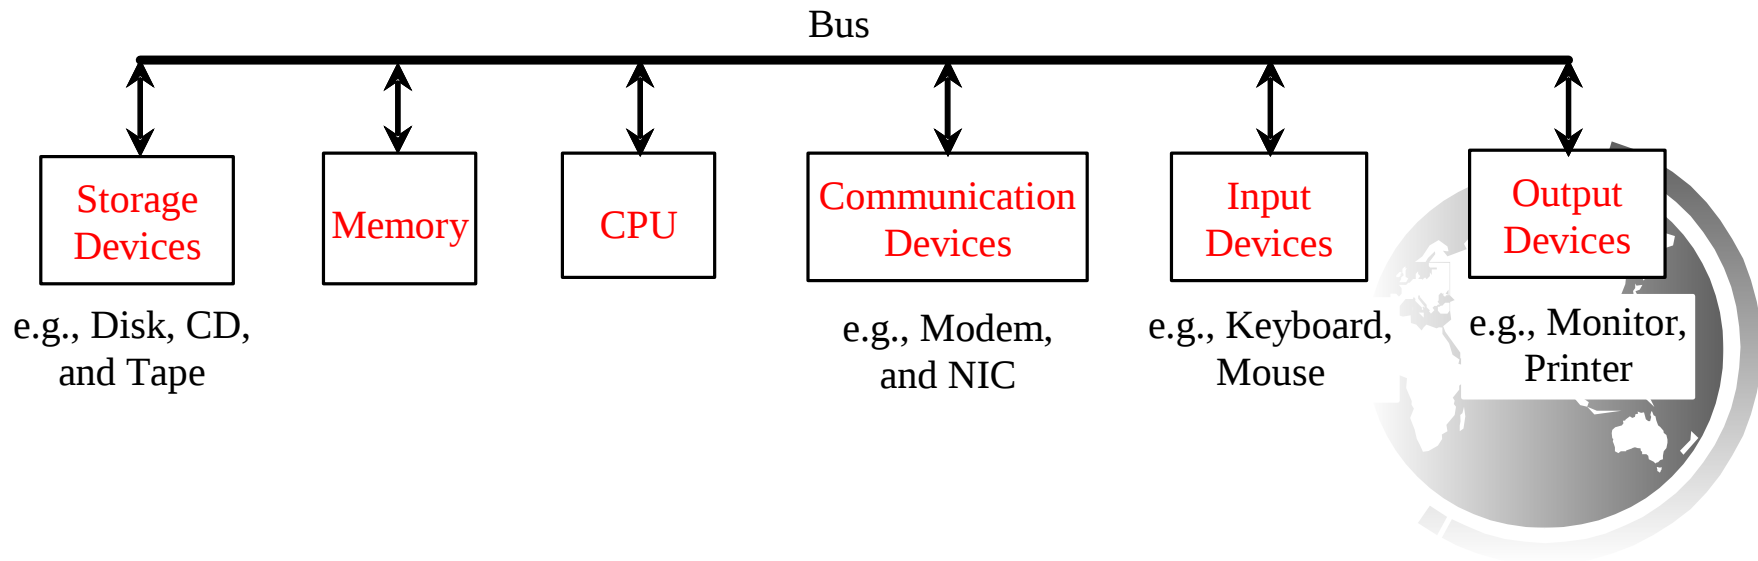 Bus
Storage
Devices
Memory
CPU
Communication
Devices
Input
Devices
Output
Devices
e.g., Disk, CD,
and Tape
e.g., Modem,
and NIC
e.g., Keyboard,
Mouse
e.g., Monitor,
Printer